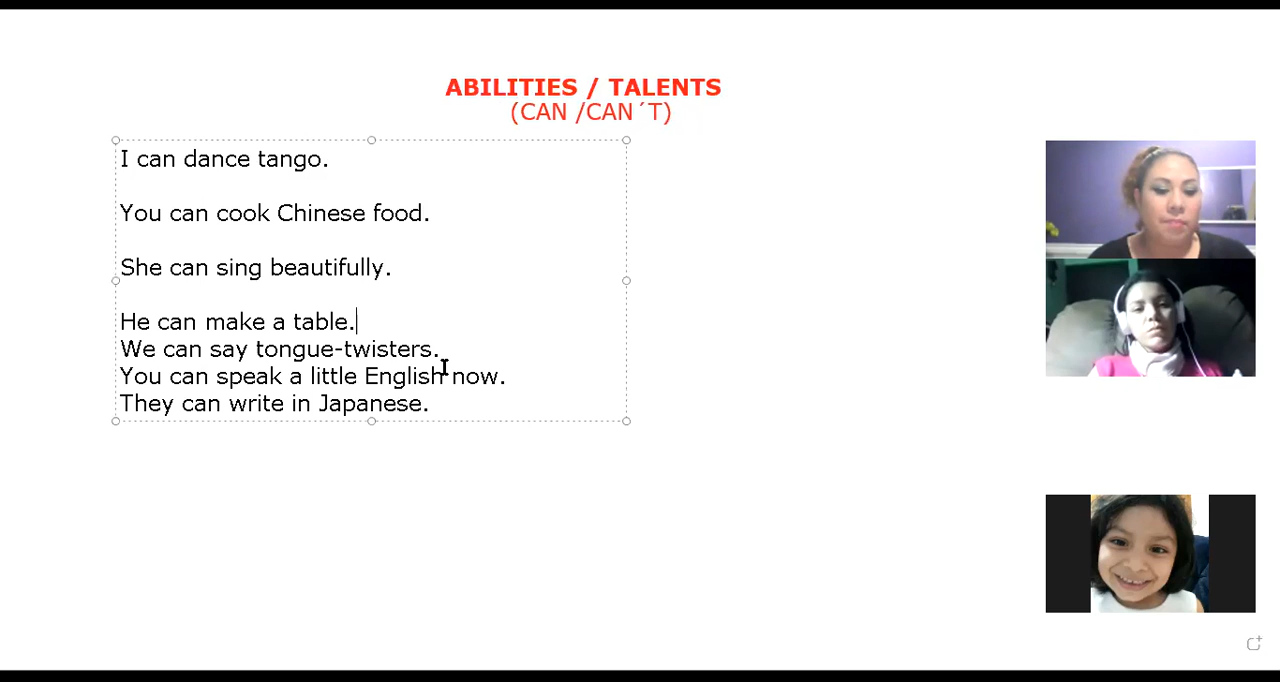 ABILITIES / TALENTS
(CAN /CAN´T)
I can dance tango.
You can cook Chinese food.
She can sing beautifully.
He can make a table.
We can say tongue-twisters.
You can speak a little English now.
They can write in Japanese.